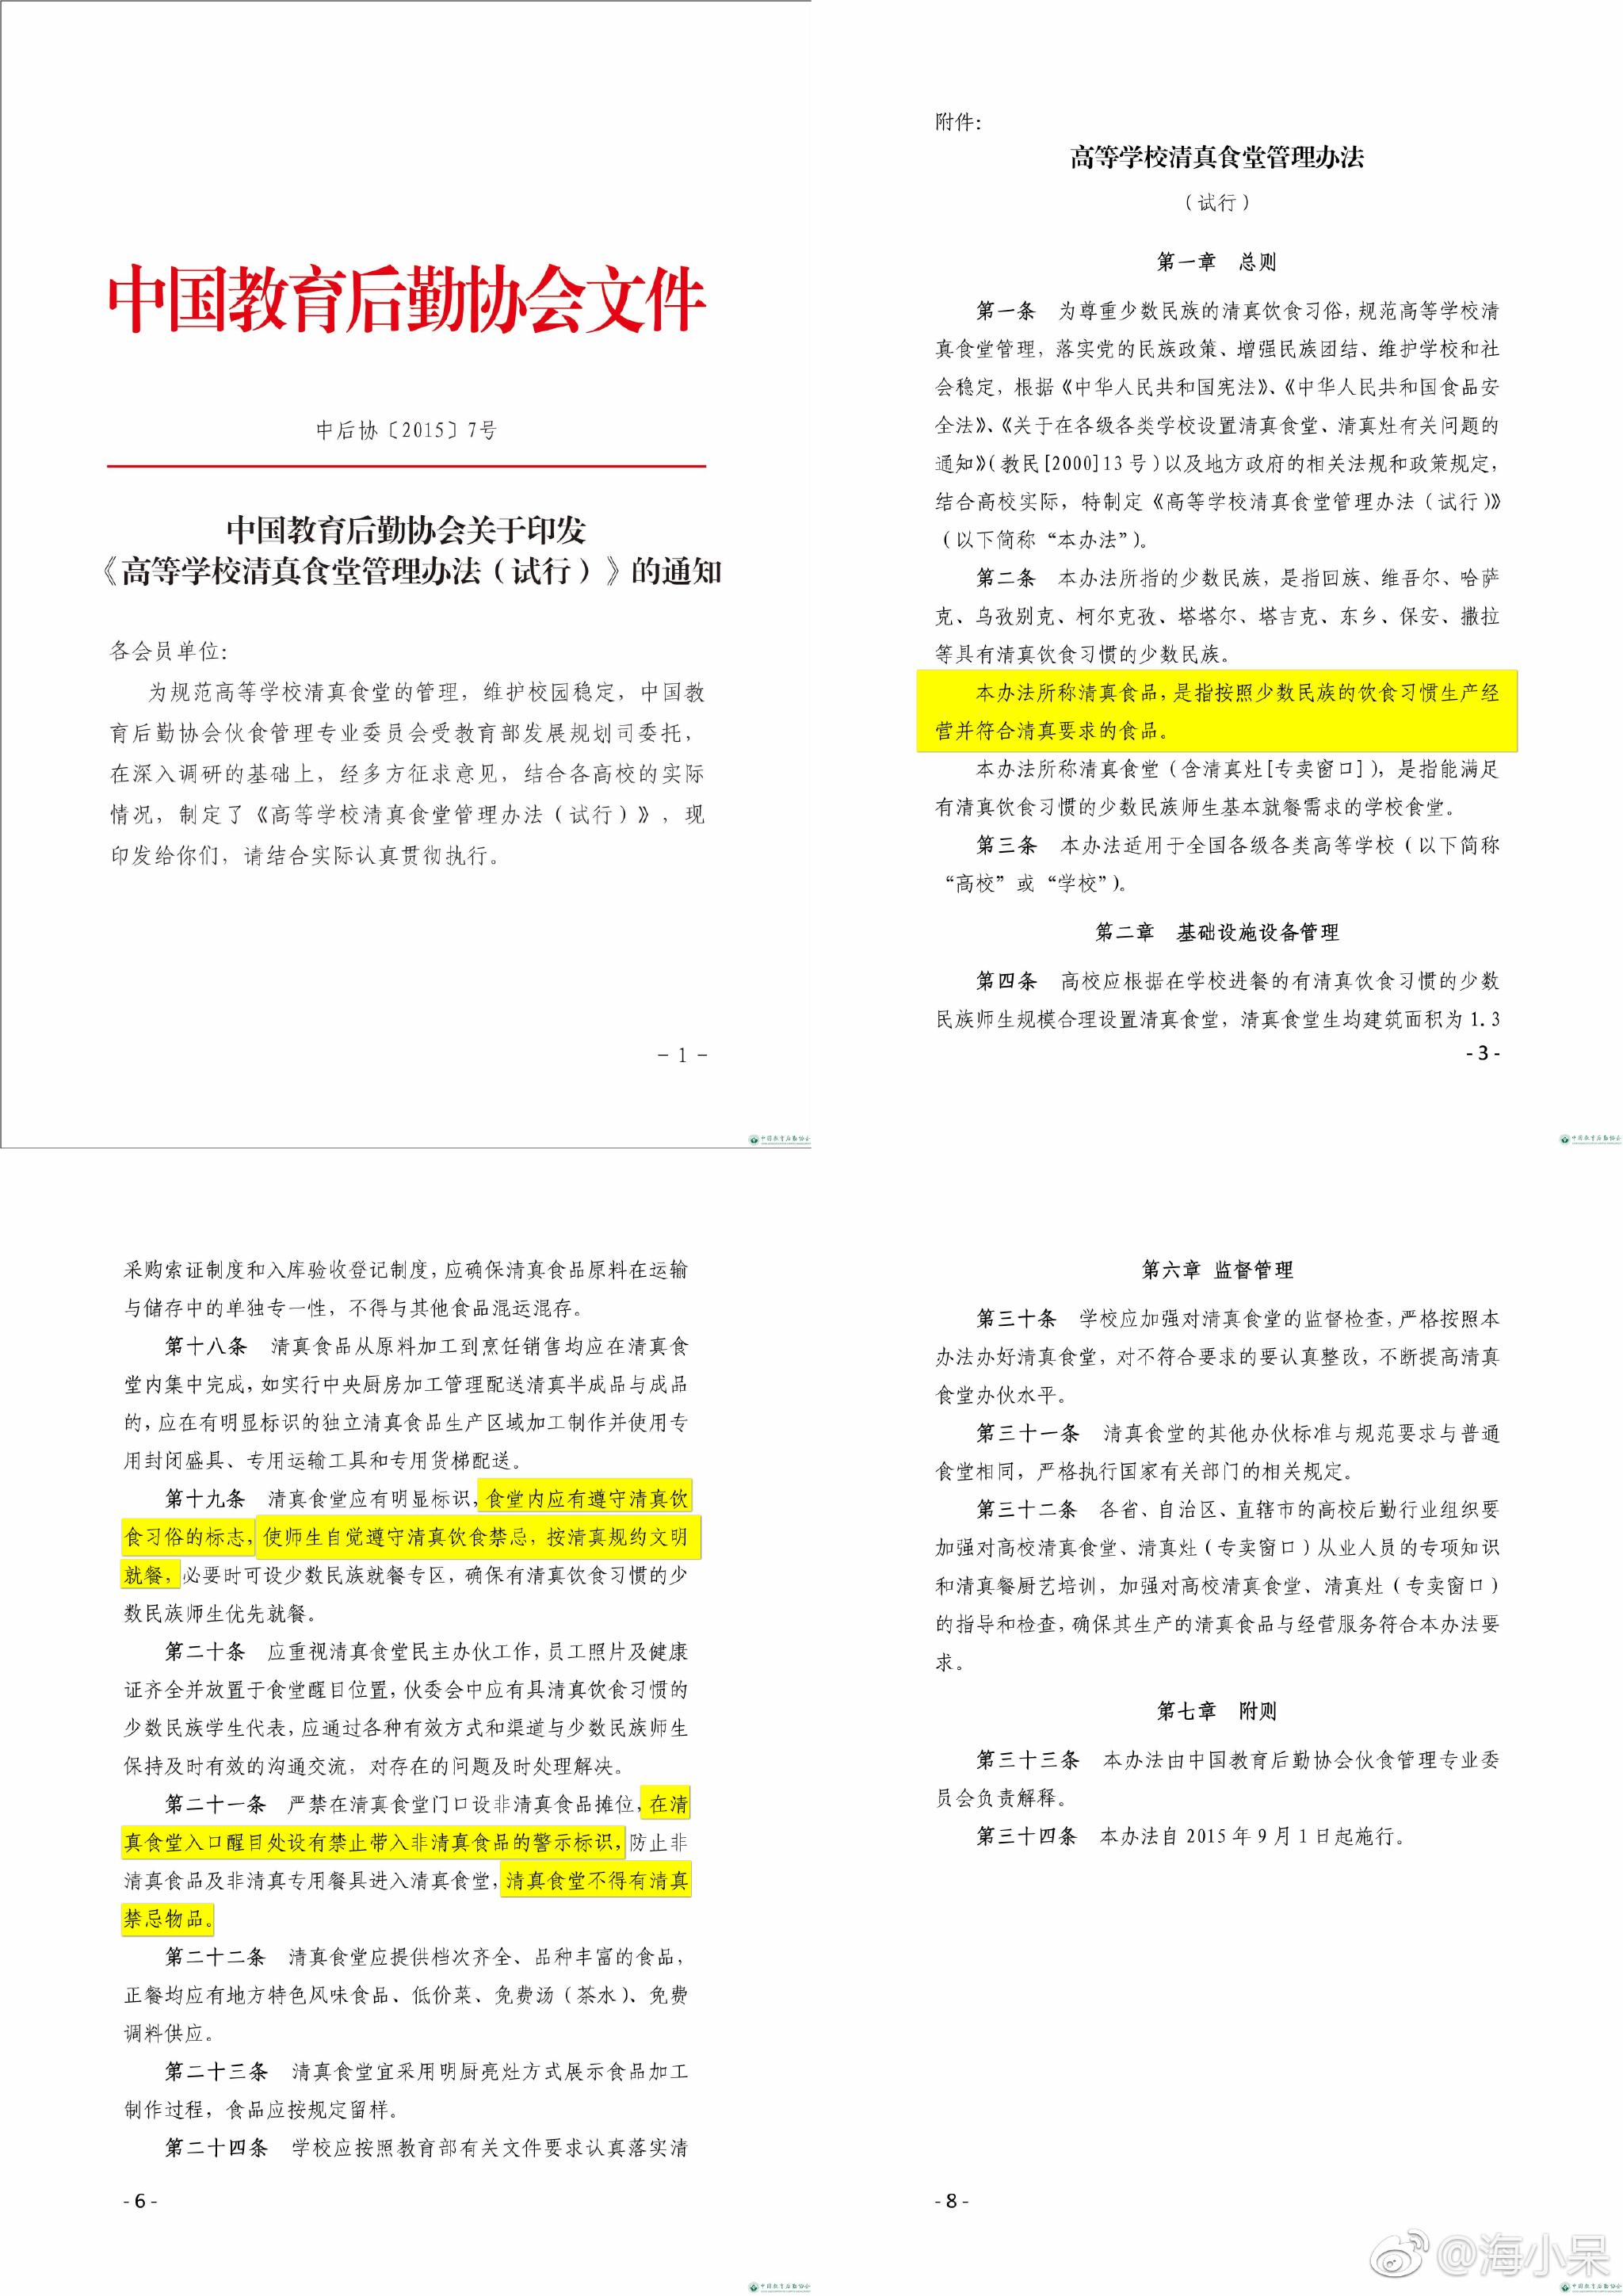 中国教育后勤协会文件
中后协〔2015〕7号
中国教育后勤协会关于印发
《高等学校清真食堂管理办法（试行）》的通知
各会员单位：
为规范高等学校清真食堂的管理，维护校园稳定，中国教
育后勤协会伙食管理专业委员会受教育部发展规划司委托，
在深入调研的基础上，经多方征求意见，结合各高校的实际
情况，制定了《高等学校清真食堂管理办法（试行）》，现
印发给你们，请结合实际认真贯彻执行。
- 1 -
中国教育后勤协会
附件：
高等学校清真食堂管理办法
（试行）
第一章 总则
第一条 为尊重少数民族的清真饮食习俗，规范高等学校清
真食堂管理，落实党的民族政策、增强民族团结、维护学校和社
会稳定，根据《中华人民共和国宪法》、《中华人民共和国食品安
全法》、《关于在各级各类学校设置清真食堂、清真灶有关问题的
通知》（教民[2000]13号）以及地方政府的相关法规和政策规定，
结合高校实际，特制定《高等学校清真食堂管理办法（试行）》
（以下简称“本办法”）。
第二条 本办法所指的少数民族，是指回族、维吾尔、哈萨
克、乌孜别克、柯尔克孜、塔塔尔、塔吉克、东乡、保安、撒拉
等具有清真饮食习惯的少数民族。
本办法所称清真食品，是指按照少数民族的饮食习惯生产经
营并符合清真要求的食品。
本办法所称清真食堂（含清真灶[专卖窗口]），是指能满足
有清真饮食习惯的少数民族师生基本就餐需求的学校食堂。
第三条 本办法适用于全国各级各类高等学校（以下简称
“高校”或“学校”）。
第二章 基础设施设备管理
第四条 高校应根据在学校进餐的有清真饮食习惯的少数
民族师生规模合理设置清真食堂，清真食堂生均建筑面积为1.3
- 3 -
中国教育后勤协会
采购索证制度和入库验收登记制度，应确保清真食品原料在运输
与储存中的单独专一性，不得与其他食品混运混存。
第十八条 清真食品从原料加工到烹饪销售均应在清真食
堂内集中完成，如实行中央厨房加工管理配送清真半成品与成品
的，应在有明显标识的独立清真食品生产区域加工制作并使用专
用封闭盛具、专用运输工具和专用货梯配送。
第十九条 清真食堂应有明显标识，食堂内应有遵守清真饮
食习俗的标志，使师生自觉遵守清真饮食禁忌，按清真规约文明
就餐，必要时可设少数民族就餐专区，确保有清真饮食习惯的少
数民族师生优先就餐。
第二十条 应重视清真食堂民主办伙工作，员工照片及健康
证齐全并放置于食堂醒目位置，伙委会中应有具清真饮食习惯的
少数民族学生代表，应通过各种有效方式和渠道与少数民族师生
保持及时有效的沟通交流，对存在的问题及时处理解决。
第二十一条 严禁在清真食堂门口设非清真食品摊位，在清
真食堂入口醒目处设有禁止带入非清真食品的警示标识，防止非
清真食品及非清真专用餐具进入清真食堂，清真食堂不得有清真
禁忌物品。
第二十二条 清真食堂应提供档次齐全、品种丰富的食品，
正餐均应有地方特色风味食品、低价菜、免费汤（茶水）、免费
调料供应。
第二十三条 清真食堂宜采用明厨亮灶方式展示食品加工
制作过程，食品应按规定留样。
第二十四条 学校应按照教育部有关文件要求认真落实清
- 6 -
中国教育后勤协会
第六章 监督管理
第三十条 学校应加强对清真食堂的监督检查，严格按照本
办法办好清真食堂，对不符合要求的要认真整改，不断提高清真
食堂办伙水平。
第三十一条 清真食堂的其他办伙标准与规范要求与普通
食堂相同，严格执行国家有关部门的相关规定。
第三十二条 各省、自治区、直辖市的高校后勤行业组织要
加强对高校清真食堂、清真灶（专卖窗口）从业人员的专项知识
和清真餐厨艺培训，加强对高校清真食堂、清真灶（专卖窗口）
的指导和检查，确保其生产的清真食品与经营服务符合本办法要
求。
第七章 附则
第三十三条 本办法由中国教育后勤协会伙食管理专业委
员会负责解释。
第三十四条 本办法自2015年9月1日起施行。
- 8 -
@海小呆
中国教育后勤协会